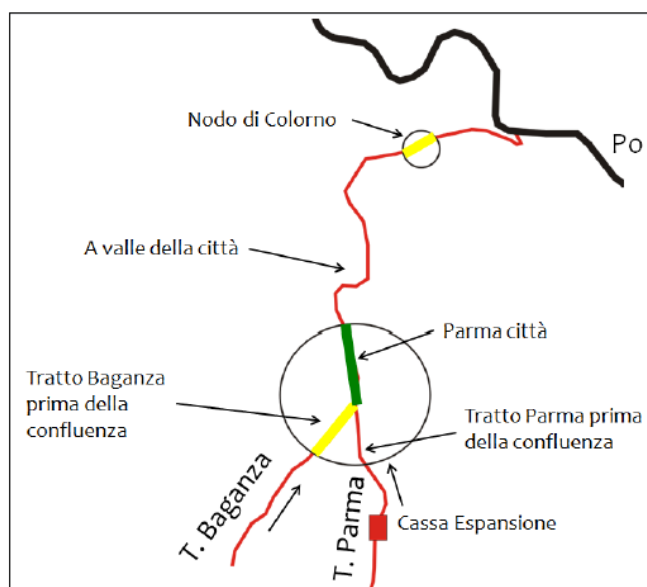 Nodo di Colorno
Po
A valle della città
Parma città
Tratto Baganza
prima della
confluenza
Tratto Parma prima
della confluenza
T. Baganza
T. Parma
Cassa Espansione